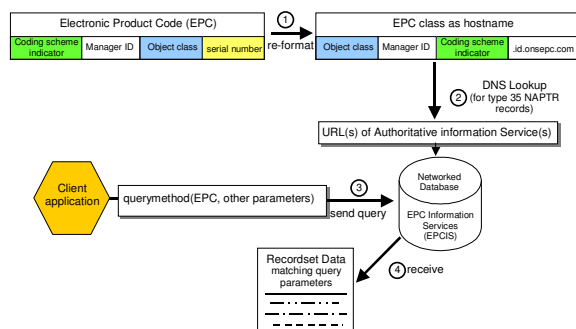 Electronic Product Code (EPC)
Coding scheme
indicator
Manager ID
Object class
serial number
1
re-format
EPC class as hostname
Object class
Manager ID
Coding scheme
indicator
.id.onsepc.com
2
DNS Lookup
(for type 35 NAPTR
records)
URL(s) of Authoritative information Service(s)
Client
application
querymethod(EPC, other parameters)
3
send query
Networked
Database
EPC Information
Services
(EPCIS)
4
receive
Recordset Data
matching query
parameters